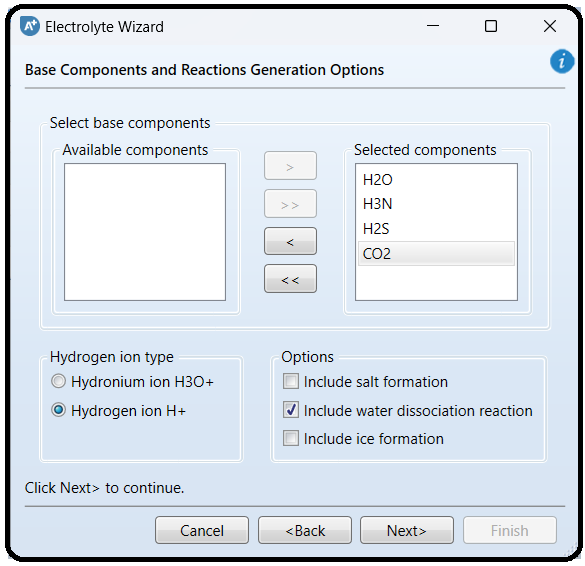 Electrolyte Wizard
Base Components and Reactions Generation Options
Select base components
Available components
>
>>
<
<<
Selected components
H2O
H3N
H2S
CO2
Hydrogen ion type
Hydronium ion H3O+
Hydrogen ion H+
Options
Include salt formation
Include water dissociation reaction
Include ice formation
Click Next> to continue.
Cancel
<Back
Next>
Finish